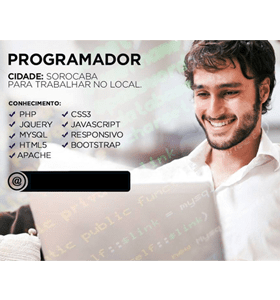 PROGRAMADOR
CIDADE: SOROCABA
PARA TRABALHAR NO LOCAL.
CONHECIMENTO:
PHP
CSS3
JQUERY
JAVASCRIPT
MYSQL
RESPONSIVO
HTML5
BOOTSTRAP
APACHE
@